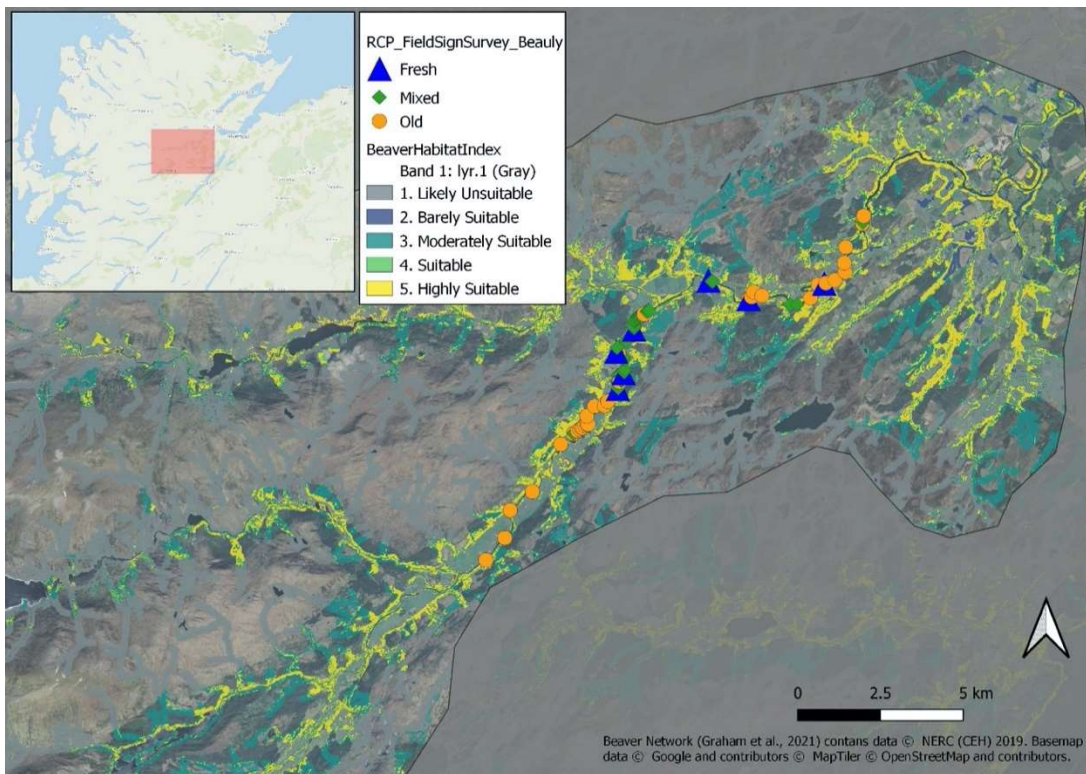 RCP_FieldSignSurvey_Beauly
Fresh
Mixed
Old
BeaverHabitatIndex
Band 1: lyr.1 (Gray)
1. Likely Unsuitable
2. Barely Suitable
3. Moderately Suitable
4. Suitable
5. Highly Suitable
0 2.5 5 km
Beaver Network (Graham et al., 2021) contans data © NERC (CEH) 2019. Basemap
data © Google and contributors © MapTiler © OpenStreetMap and contributors.